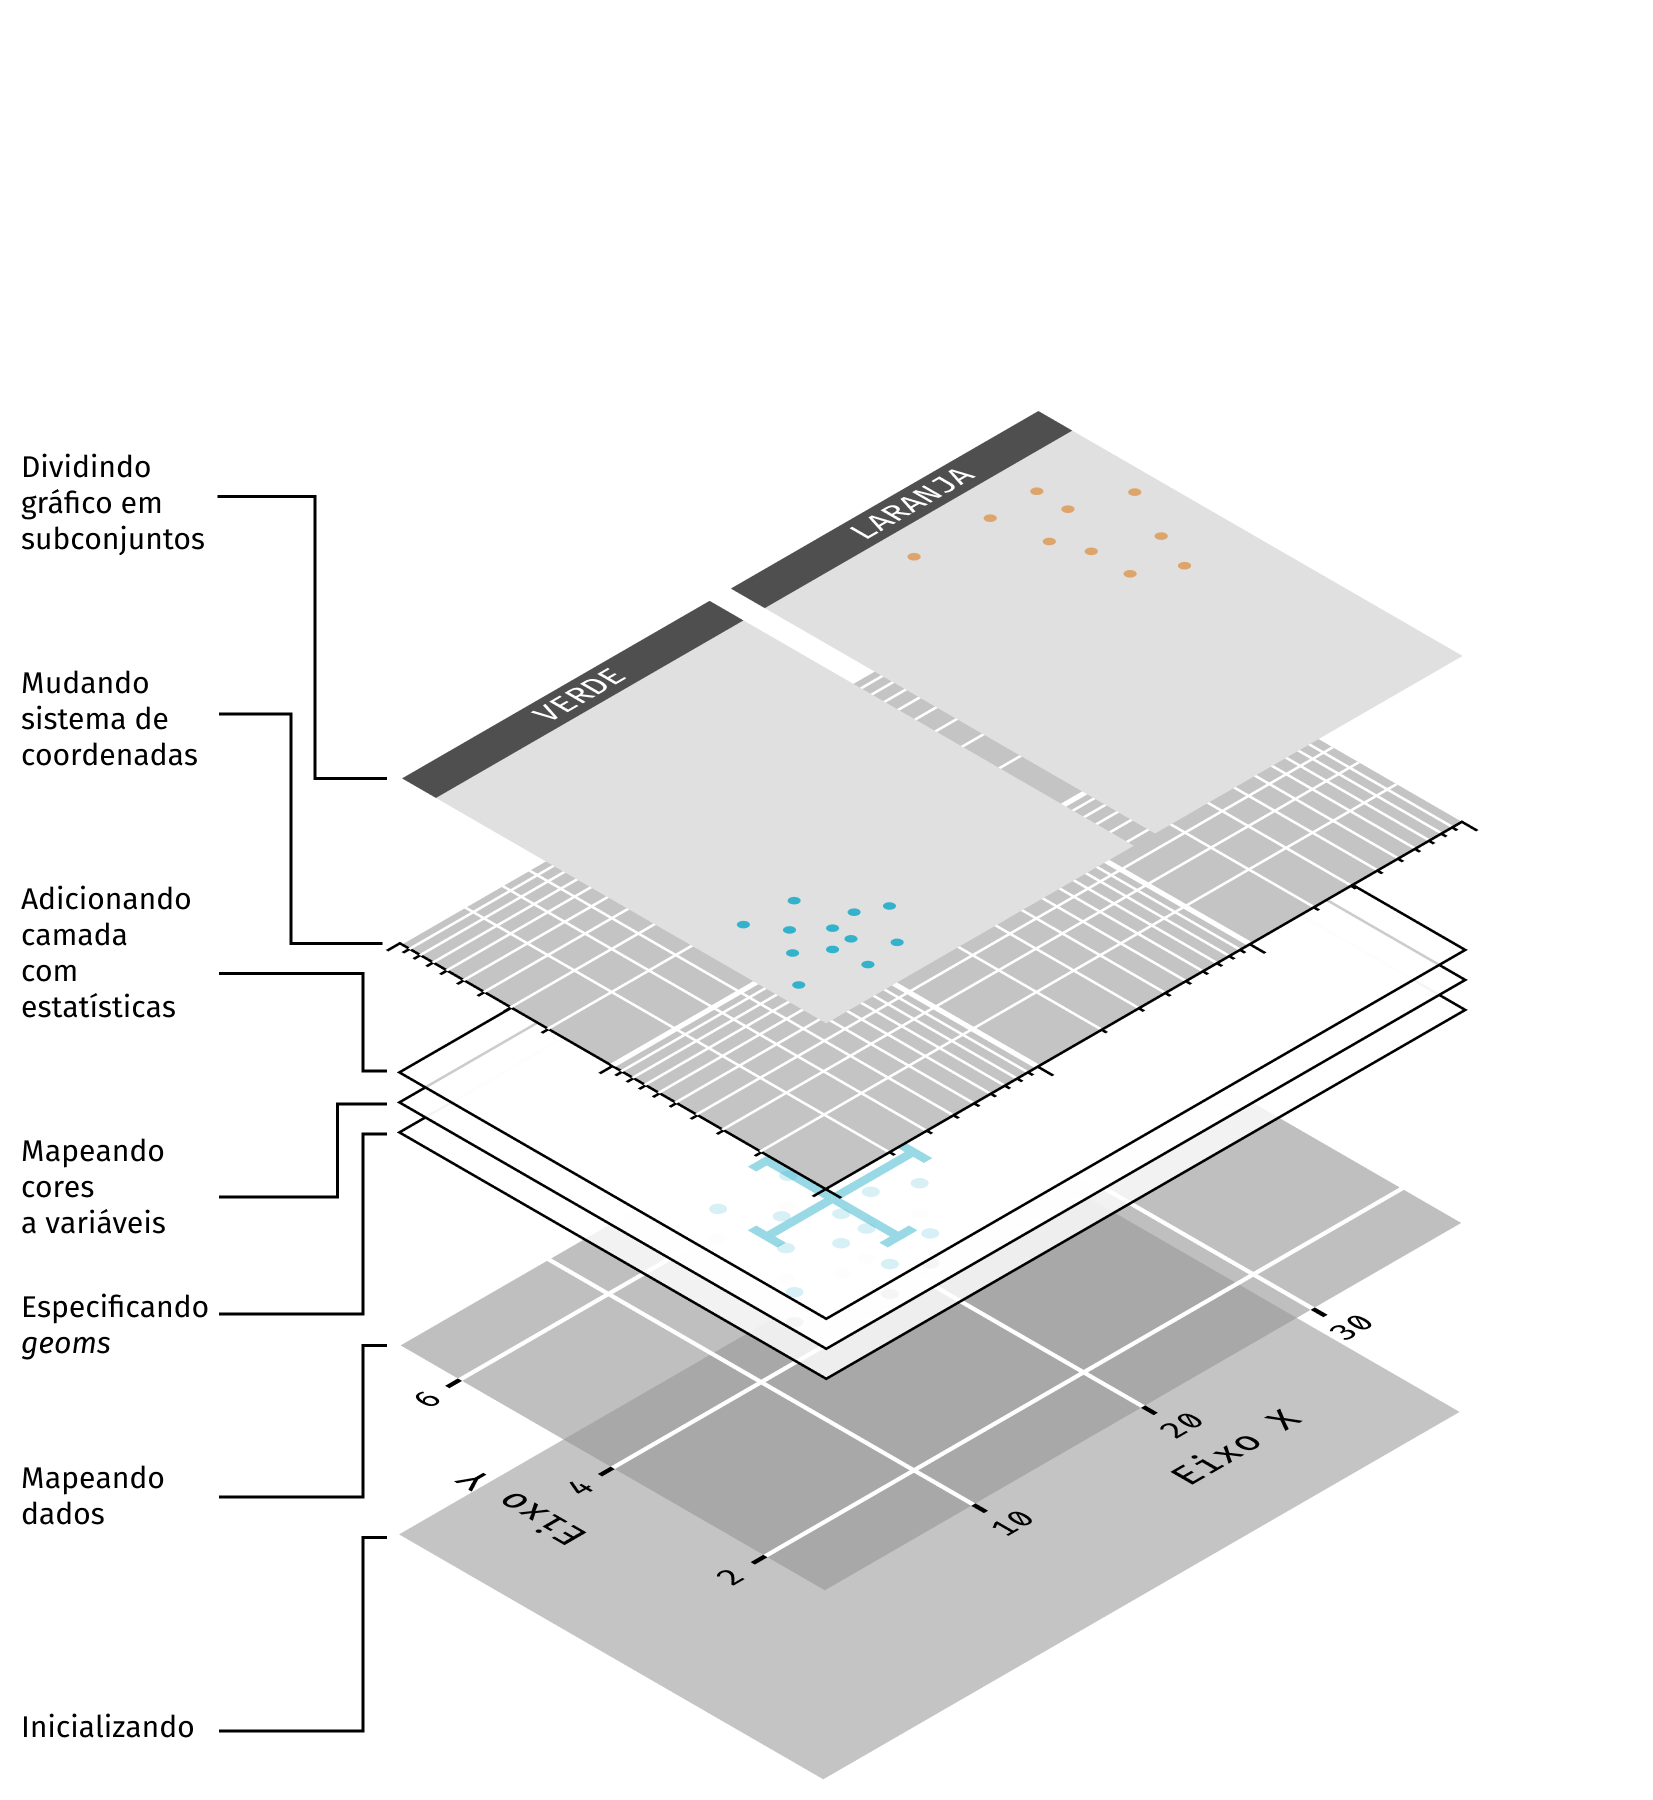 Dividindo
gráfico em
subconjuntos
LARANJA
VERDE
Mudando
sistema de
coordenadas
Adicionando
camada
com
estatísticas
Mapeando
cores
a variáveis
Especificando
geoms
Mapeando
dados
Inicializando
6
4
2
Eixo Y
10
20
30
Eixo X